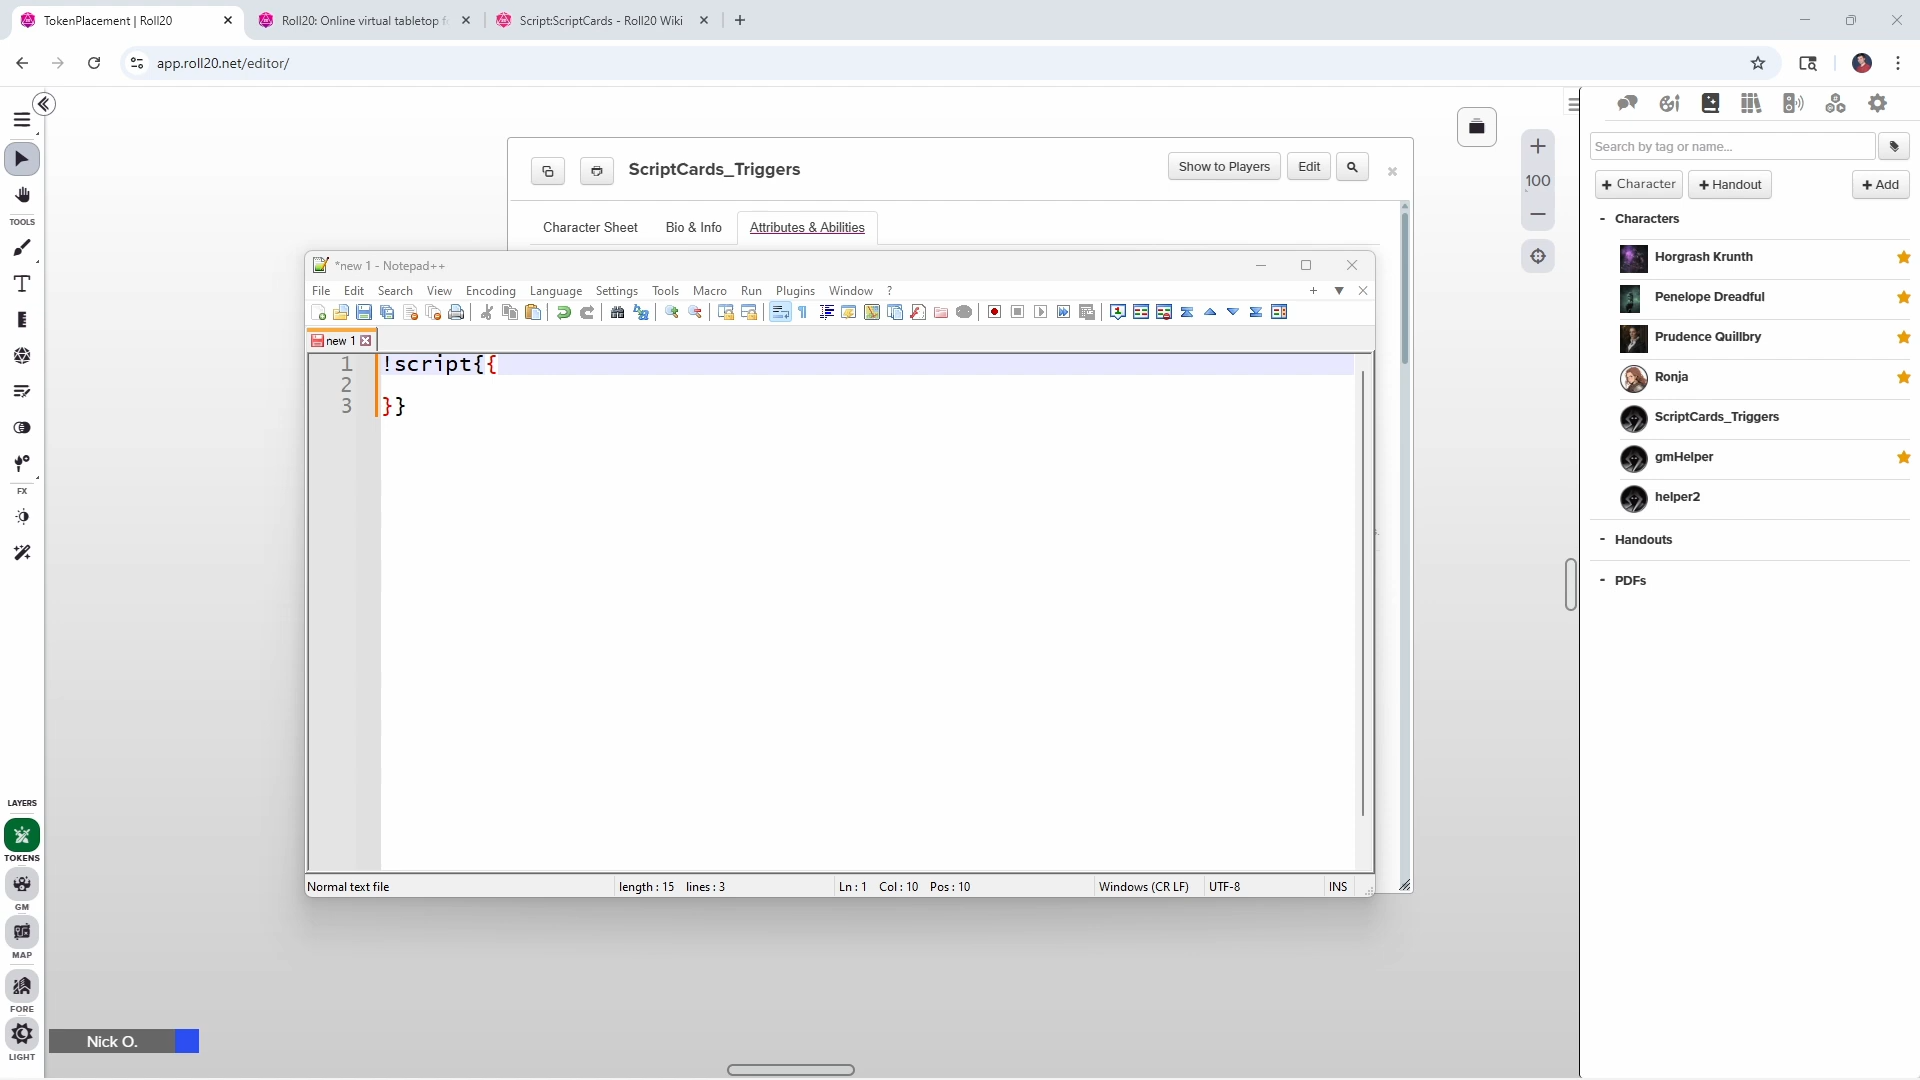 TokenPlacement | Roll20
Roll20: Online virtual tabletop f
Script:ScriptCards - Roll20 Wiki
app.roll20.net/editor/
TOOLS
FX
LAYERS
TOKENS
GM
MAP
FORE
LIGHT
Nick O.
ScriptCards_Triggers
Show to Players
Edit
Character Sheet
Bio & Info
Attributes & Abilities
*new 1 - Notepad++
File Edit Search View Encoding Language Settings Tools Macro Run Plugins Window ?
new 1
1 !script{{
2
3 }}
Normal text file
length : 15 lines : 3
Ln : 1 Col : 10 Pos : 10
Windows (CR LF)
UTF-8
INS
100
Search by tag or name...
+ Character
+ Handout
+ Add
- Characters
Horgrash Krunth
Penelope Dreadful
Prudence Quillbry
Ronja
ScriptCards_Triggers
gmHelper
helper2
- Handouts
- PDFs